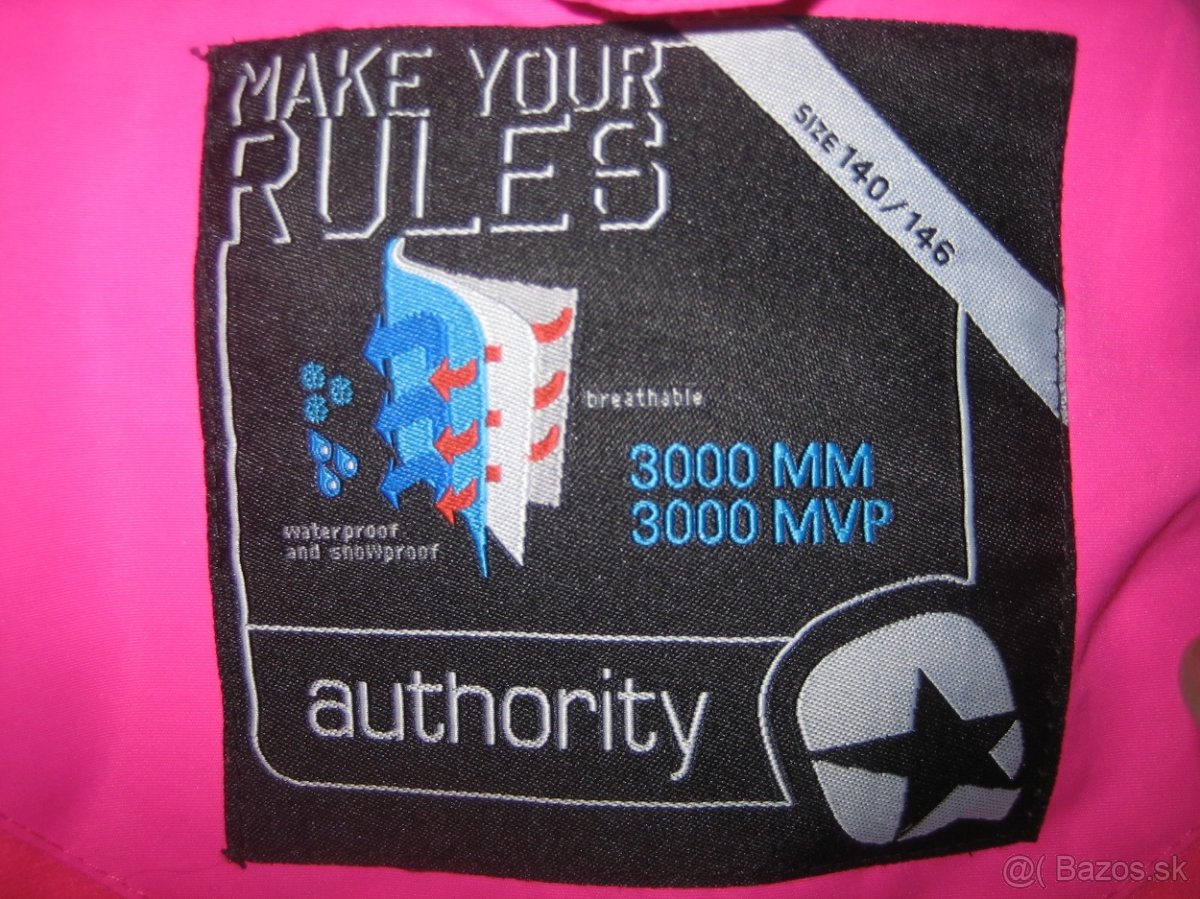 MAKE YOUR
RULES
SIZE 140/146
breathable
3000 MM
3000 MVP
waterproof
and snowproof
authority
@( Bazos.sk